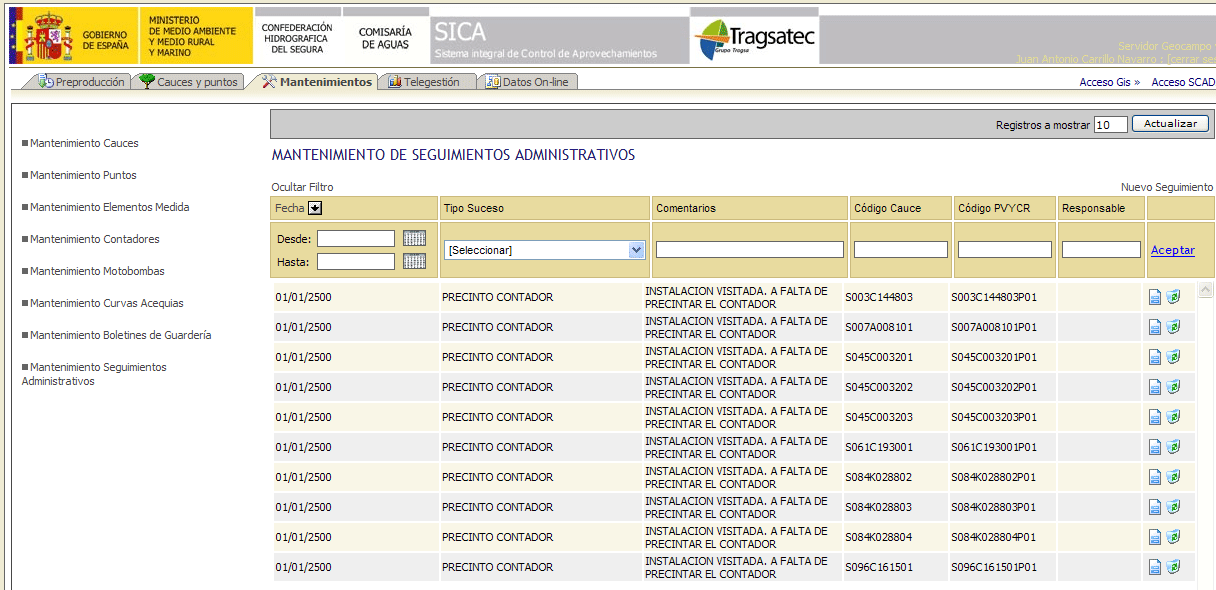 GOBIERNO
DE ESPAÑA
MINISTERIO
DE MEDIO AMBIENTE
Y MEDIO RURAL
Y MARINO
CONFEDERACIÓN
HIDROGRAFICA
DEL SEGURA
COMISARÍA
DE AGUAS
SICA
Sistema integral de Control de Aprovechamientos
Tragsatec
Grupo Tragsa
Servidor Geocampo
Juan Antonio Carrillo Navarro : [cerrar ses
Preproducción
Cauces y puntos
Mantenimientos
Telegestión
Datos On-line
Acceso Gis »
Acceso SCAD
Mantenimiento Cauces
Mantenimiento Puntos
Mantenimiento Elementos Medida
Mantenimiento Contadores
Mantenimiento Motobombas
Mantenimiento Curvas Acequias
Mantenimiento Boletines de Guardería
Mantenimiento Seguimientos
Administrativos
Registros a mostrar 10 Actualizar
MANTENIMIENTO DE SEGUIMIENTOS ADMINISTRATIVOS
Ocultar Filtro Nuevo Seguimiento
Fecha Tipo Suceso Comentarios Código Cauce Código PVYCR Responsable
Desde:
[Seleccionar] Aceptar
Hasta:
01/01/2500 PRECINTO CONTADOR INSTALACION VISITADA. A FALTA DE
PRECINTAR EL CONTADOR S003C144803 S003C144803P01
01/01/2500 PRECINTO CONTADOR INSTALACION VISITADA. A FALTA DE
PRECINTAR EL CONTADOR S007A008101 S007A008101P01
01/01/2500 PRECINTO CONTADOR INSTALACION VISITADA. A FALTA DE
PRECINTAR EL CONTADOR S045C003201 S045C003201P01
01/01/2500 PRECINTO CONTADOR INSTALACION VISITADA. A FALTA DE
PRECINTAR EL CONTADOR S045C003202 S045C003202P01
01/01/2500 PRECINTO CONTADOR INSTALACION VISITADA. A FALTA DE
PRECINTAR EL CONTADOR S045C003203 S045C003203P01
01/01/2500 PRECINTO CONTADOR INSTALACION VISITADA. A FALTA DE
PRECINTAR EL CONTADOR S061C193001 S061C193001P01
01/01/2500 PRECINTO CONTADOR INSTALACION VISITADA. A FALTA DE
PRECINTAR EL CONTADOR S084K028802 S084K028802P01
01/01/2500 PRECINTO CONTADOR INSTALACION VISITADA. A FALTA DE
PRECINTAR EL CONTADOR S084K028803 S084K028803P01
01/01/2500 PRECINTO CONTADOR INSTALACION VISITADA. A FALTA DE
PRECINTAR EL CONTADOR S084K028804 S084K028804P01
01/01/2500 PRECINTO CONTADOR INSTALACION VISITADA. A FALTA DE
PRECINTAR EL CONTADOR S096C161501 S096C161501P01